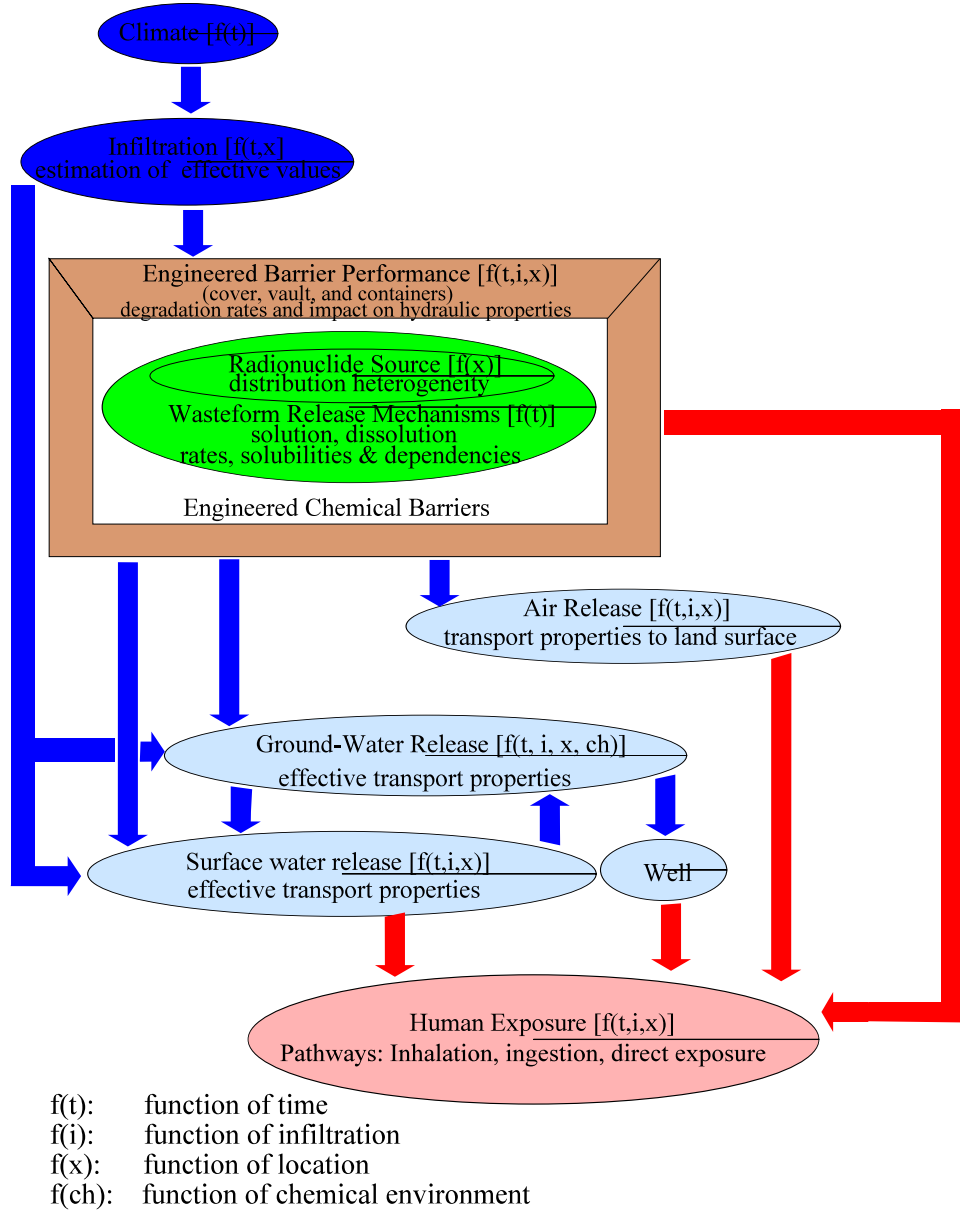 Climate [f(t)]
Infiltration [f(t,x]
estimation of effective values
Engineered Barrier Performance [f(t,i,x)]
(cover, vault, and containers)
degradation rates and impact on hydraulic properties
Radionuclide Source [f(x)]
distribution heterogeneity
Wasteform Release Mechanisms [f(t)]
solution, dissolution
rates, solubilities & dependencies
Engineered Chemical Barriers
Air Release [f(t,i,x)]
transport properties to land surface
Ground-Water Release [f(t, i, x, ch)]
effective transport properties
Surface water release [f(t,i,x)]
effective transport properties
Well
Human Exposure [f(t,i,x)]
Pathways: Inhalation, ingestion, direct exposure
f(t): function of time
f(i): function of infiltration
f(x): function of location
f(ch): function of chemical environment